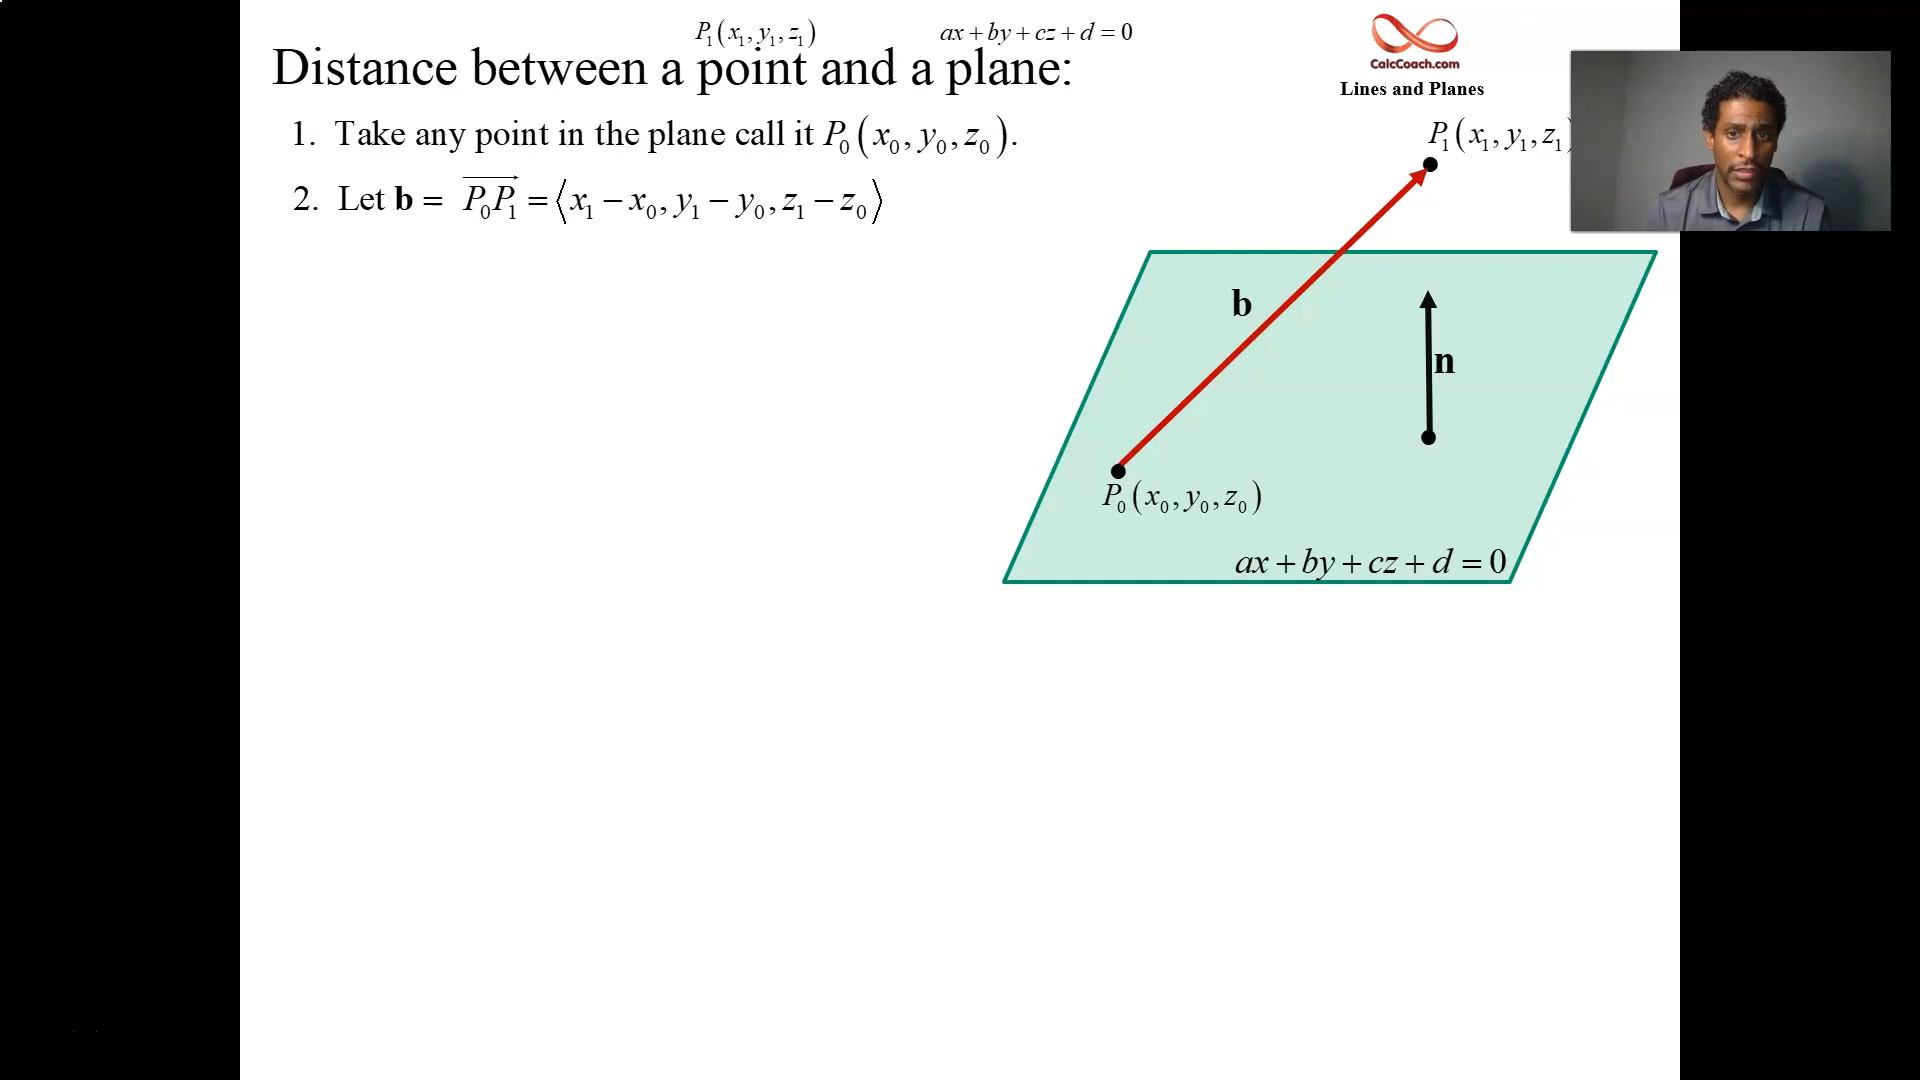 P₁(x₁, y₁, z₁) ax + by + cz + d = 0
Distance between a point and a plane:
CalcCoach.com
Lines and Planes
1. Take any point in the plane call it P₀(x₀, y₀, z₀).
2. Let b = P₀P₁ = ⟨x₁ − x₀, y₁ − y₀, z₁ − z₀⟩
P₁(x₁, y₁, z₁)
b
n
P₀(x₀, y₀, z₀)
ax + by + cz + d = 0